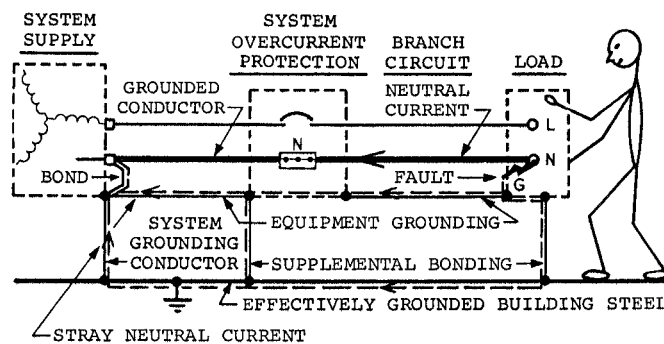 SYSTEM
SUPPLY
SYSTEM
OVERCURRENT
PROTECTION
BRANCH
CIRCUIT
LOAD
GROUNDED
CONDUCTOR
NEUTRAL
CURRENT
L
N
N
BOND
FAULT
G
SYSTEM
GROUNDING
CONDUCTOR
EQUIPMENT GROUNDING
SUPPLEMENTAL BONDING
EFFECTIVELY GROUNDED BUILDING STEEL
STRAY NEUTRAL CURRENT